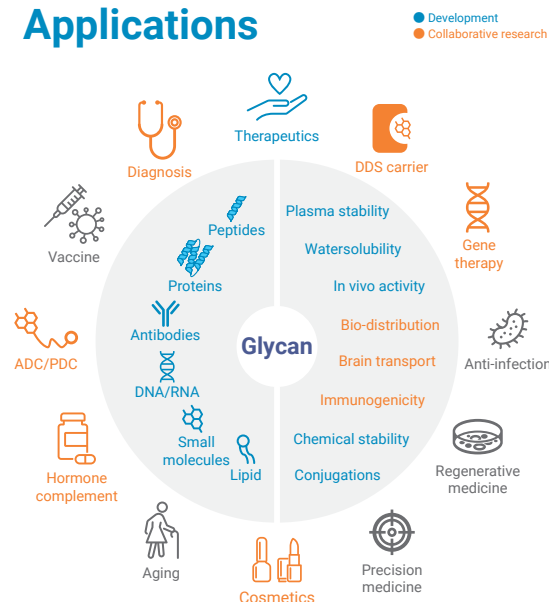 Applications
Development
Collaborative research
Therapeutics
Diagnosis
DDS carrier
Vaccine
Gene
therapy
ADC/PDC
Anti-infection
Hormone
complement
Regenerative
medicine
Aging
Cosmetics
Precision
medicine
Peptides
Proteins
Antibodies
DNA/RNA
Small
molecules
Lipid
Glycan
Plasma stability
Watersolubility
In vivo activity
Bio-distribution
Brain transport
Immunogenicity
Chemical stability
Conjugations